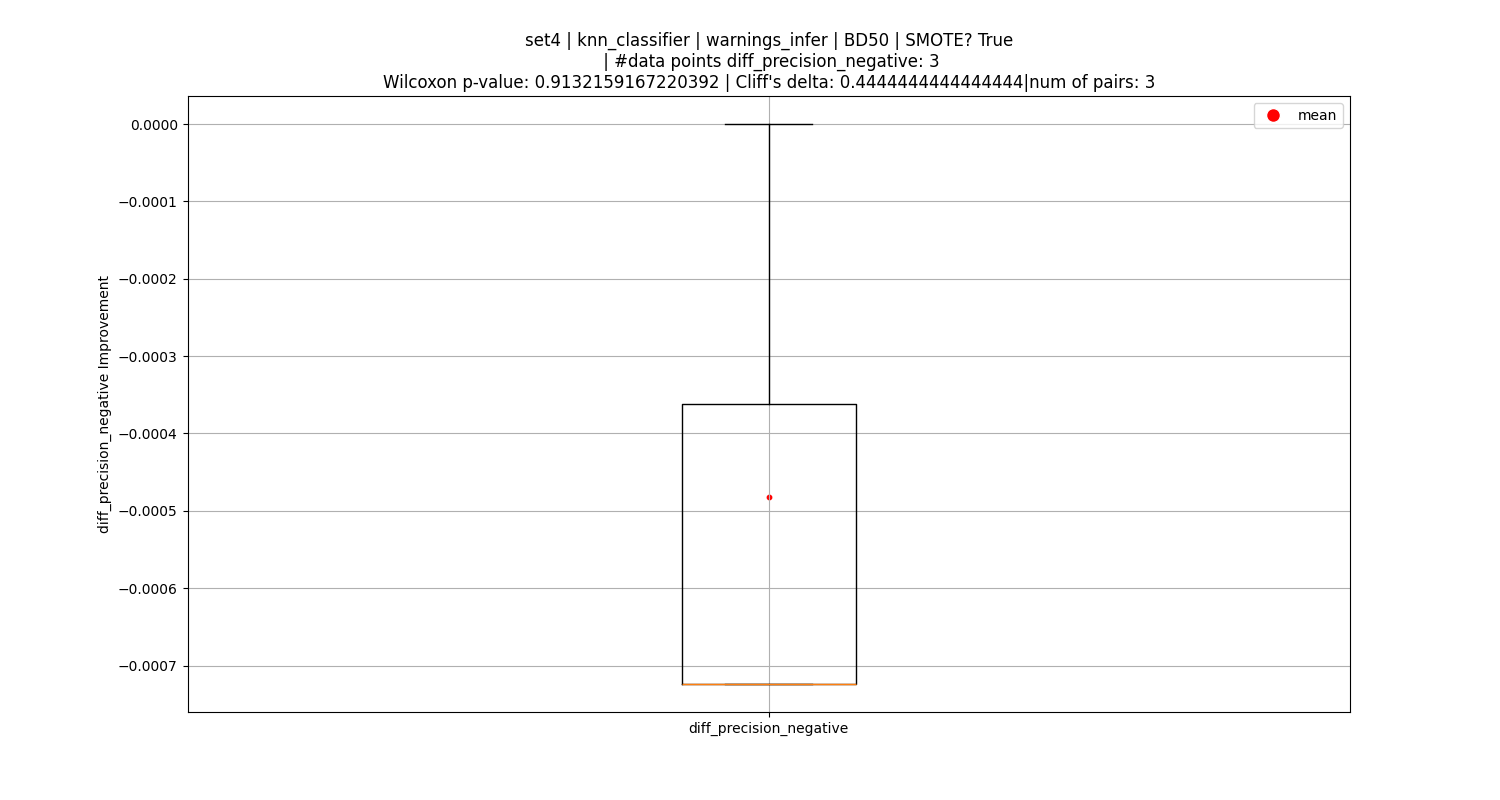 set4 | knn_classifier | warnings_infer | BD50 | SMOTE? True
| #data points diff_precision_negative: 3
Wilcoxon p-value: 0.9132159167220392 | Cliff's delta: 0.4444444444444444|num of pairs: 3
mean
0.0000
−0.0001
−0.0002
−0.0003
−0.0004
−0.0005
−0.0006
−0.0007
diff_precision_negative Improvement
diff_precision_negative